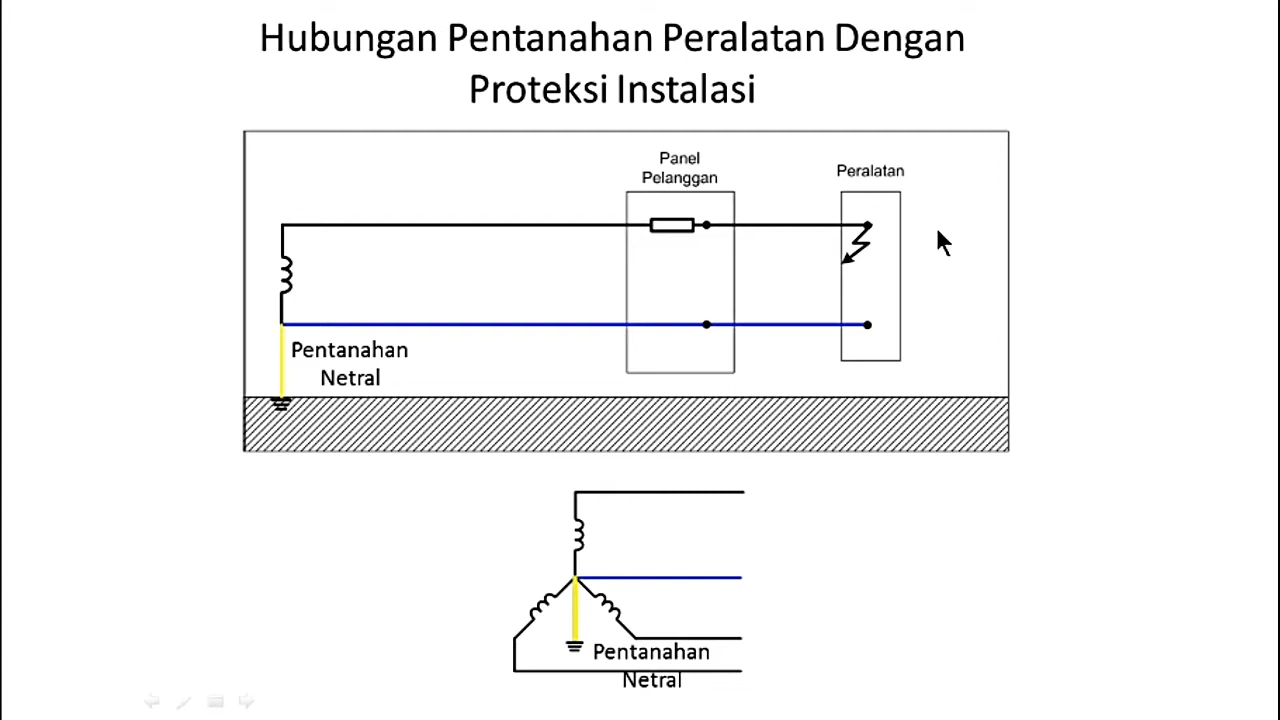 Hubungan Pentanahan Peralatan Dengan
Proteksi Instalasi
Panel
Pelanggan
Peralatan
Pentanahan
Netral
Pentanahan
Netral